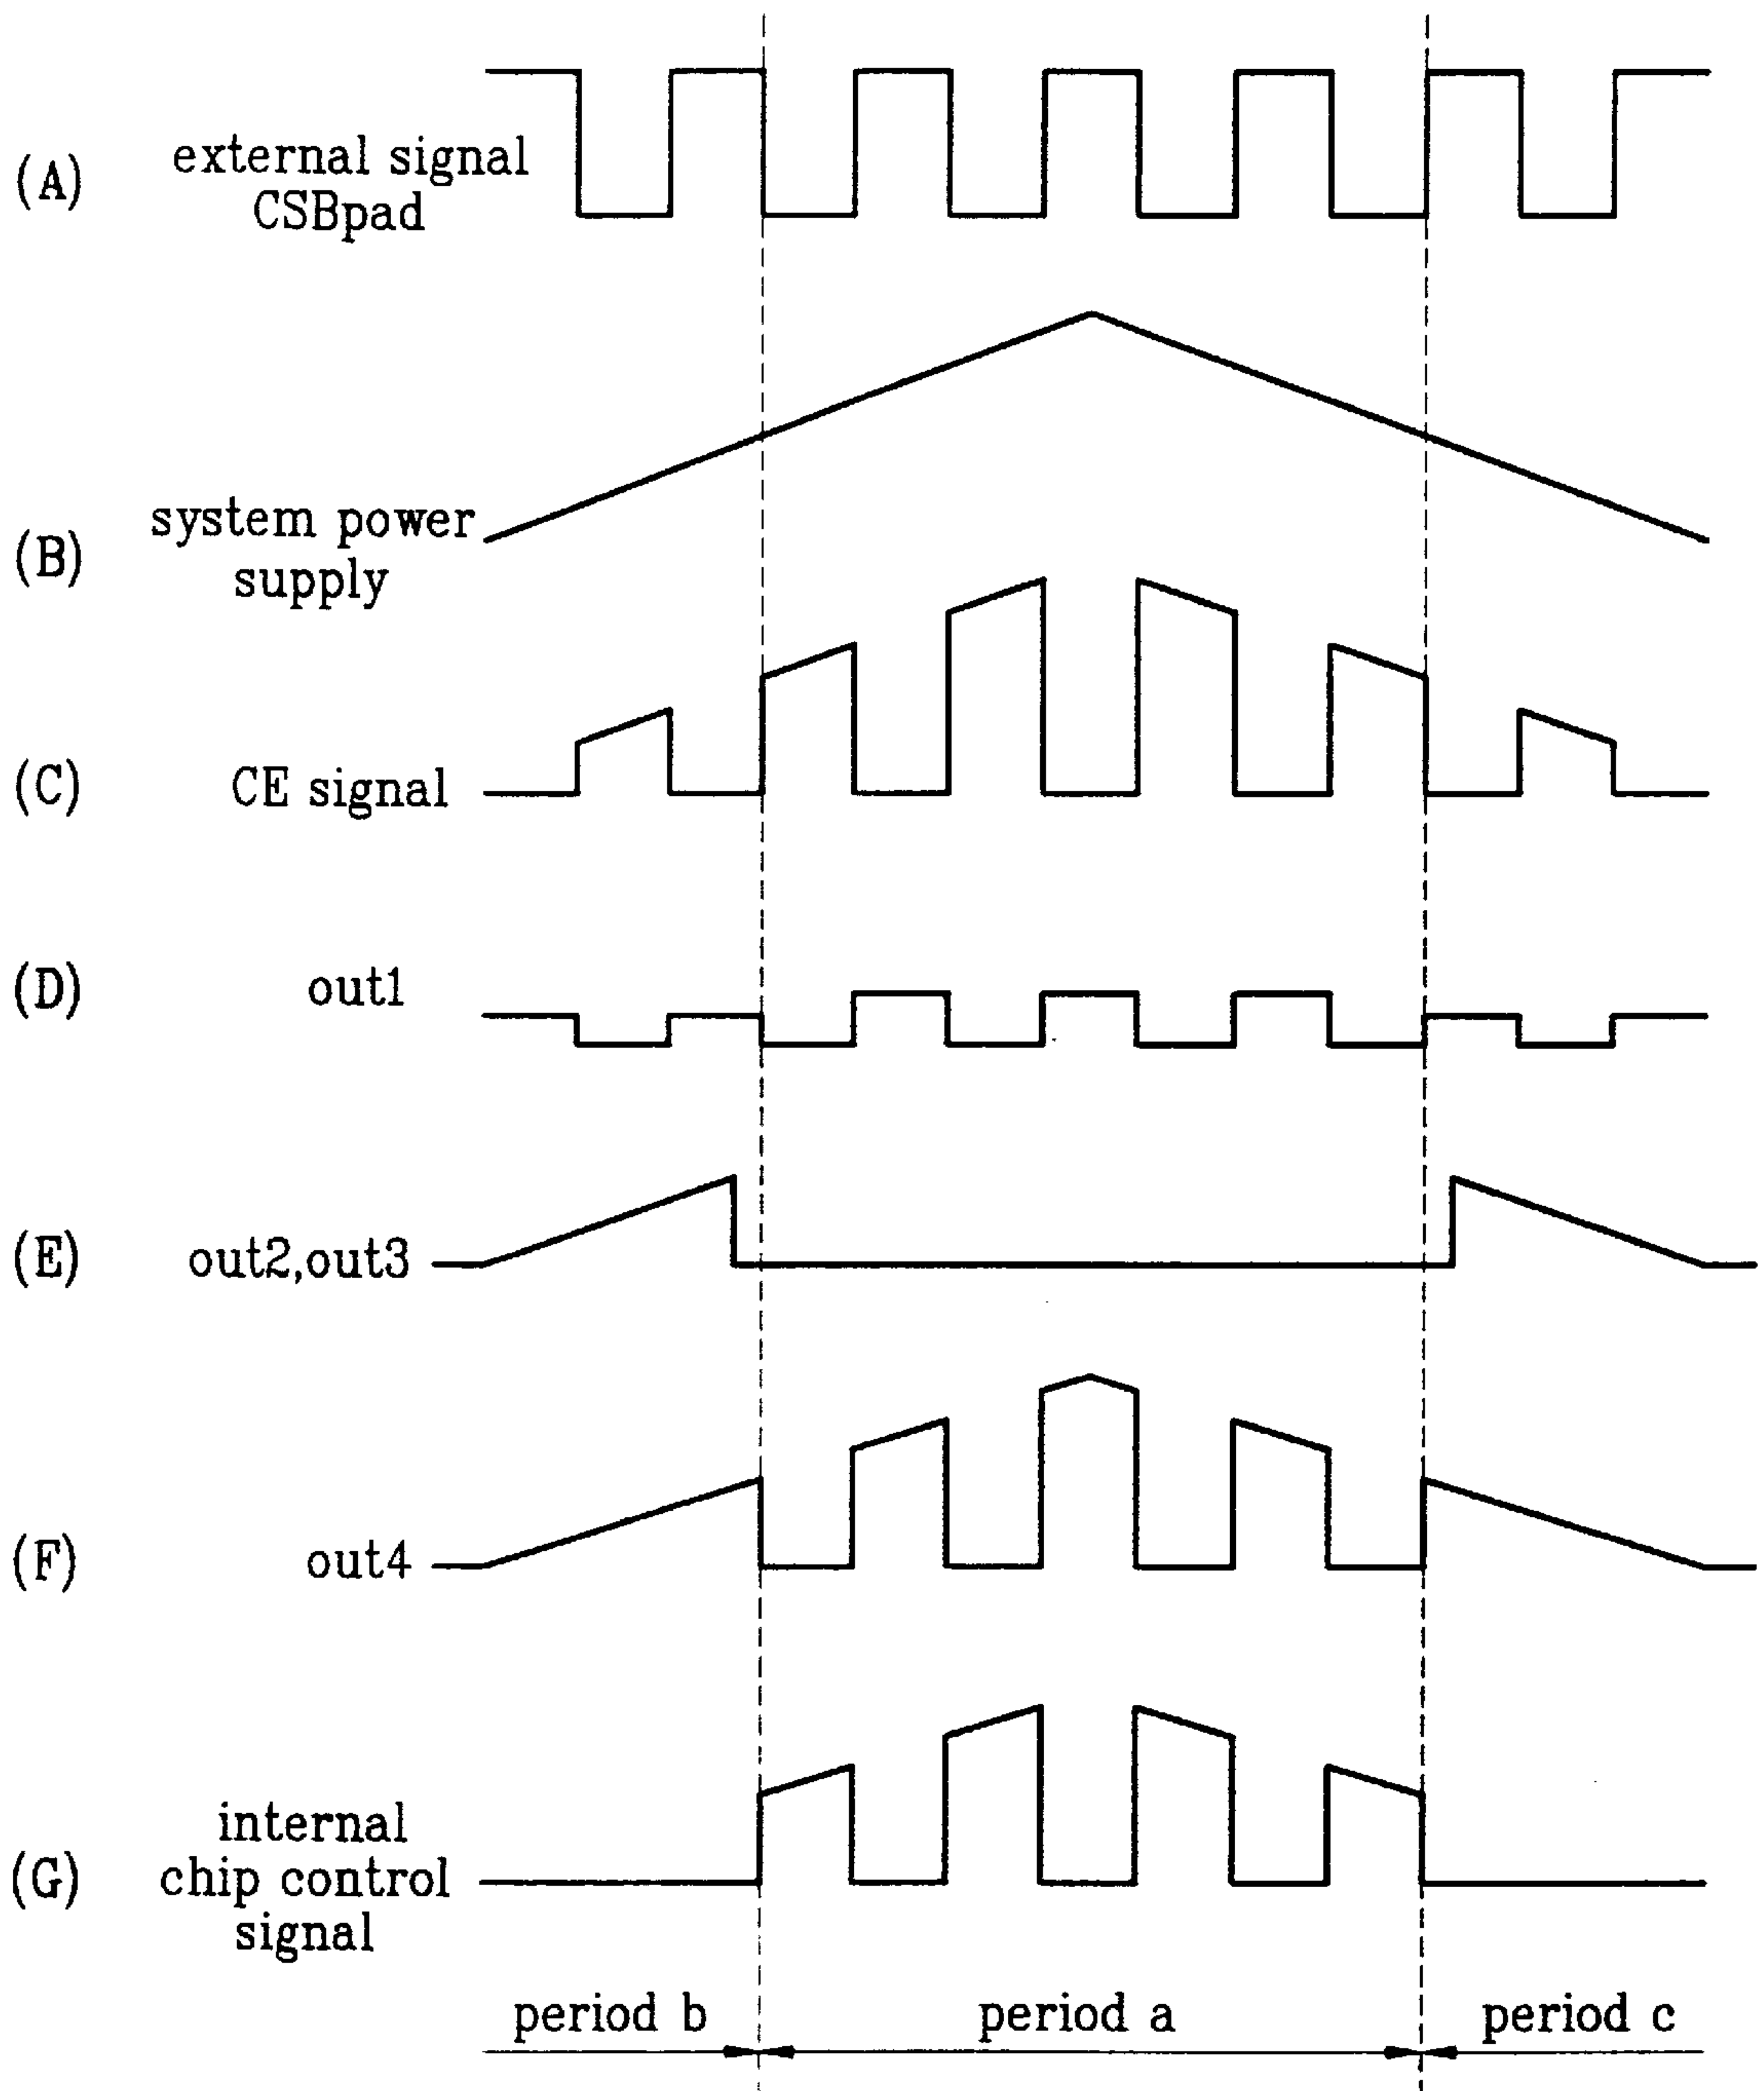 (A)
external signal
CSBpad
(B)
system power
supply
(C)
CE signal
(D)
out1
(E)
out2,out3
(F)
out4
(G)
internal
chip control
signal
period b
period a
period c